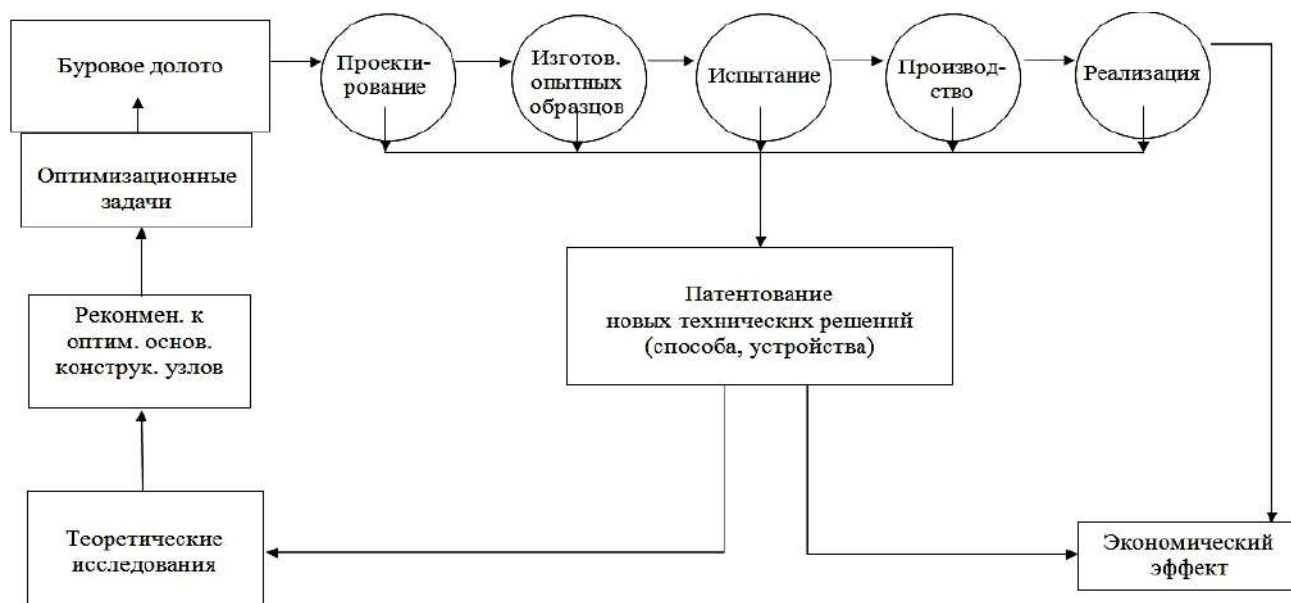 Буровое долото
Проекти-
рование
Изготов.
опытных
образцов
Испытание
Производ-
ство
Реализация
Оптимизационные
задачи
Реконмен. к
оптим. основ.
конструк. узлов
Патентование
новых технических решений
(способа, устройства)
Теоретические
исследования
Экономический
эффект